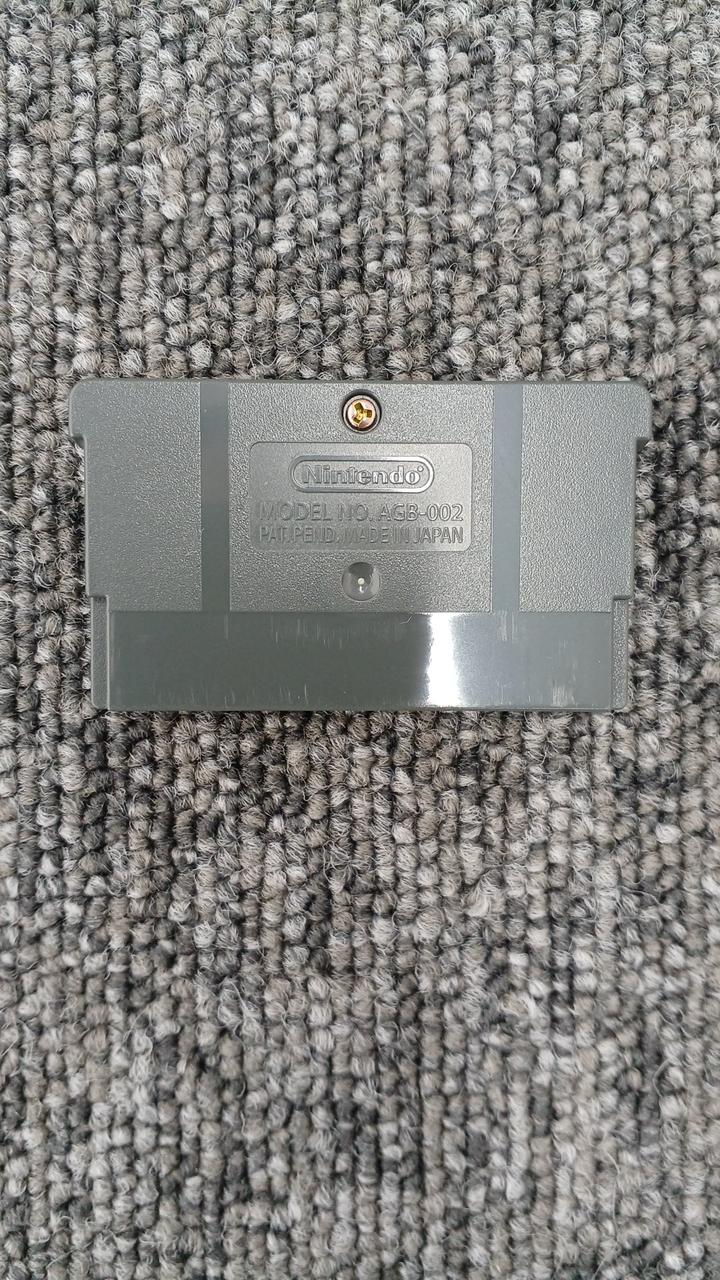 Nintendo
MODEL NO. AGB-002
PAT. PEND. MADE IN JAPAN